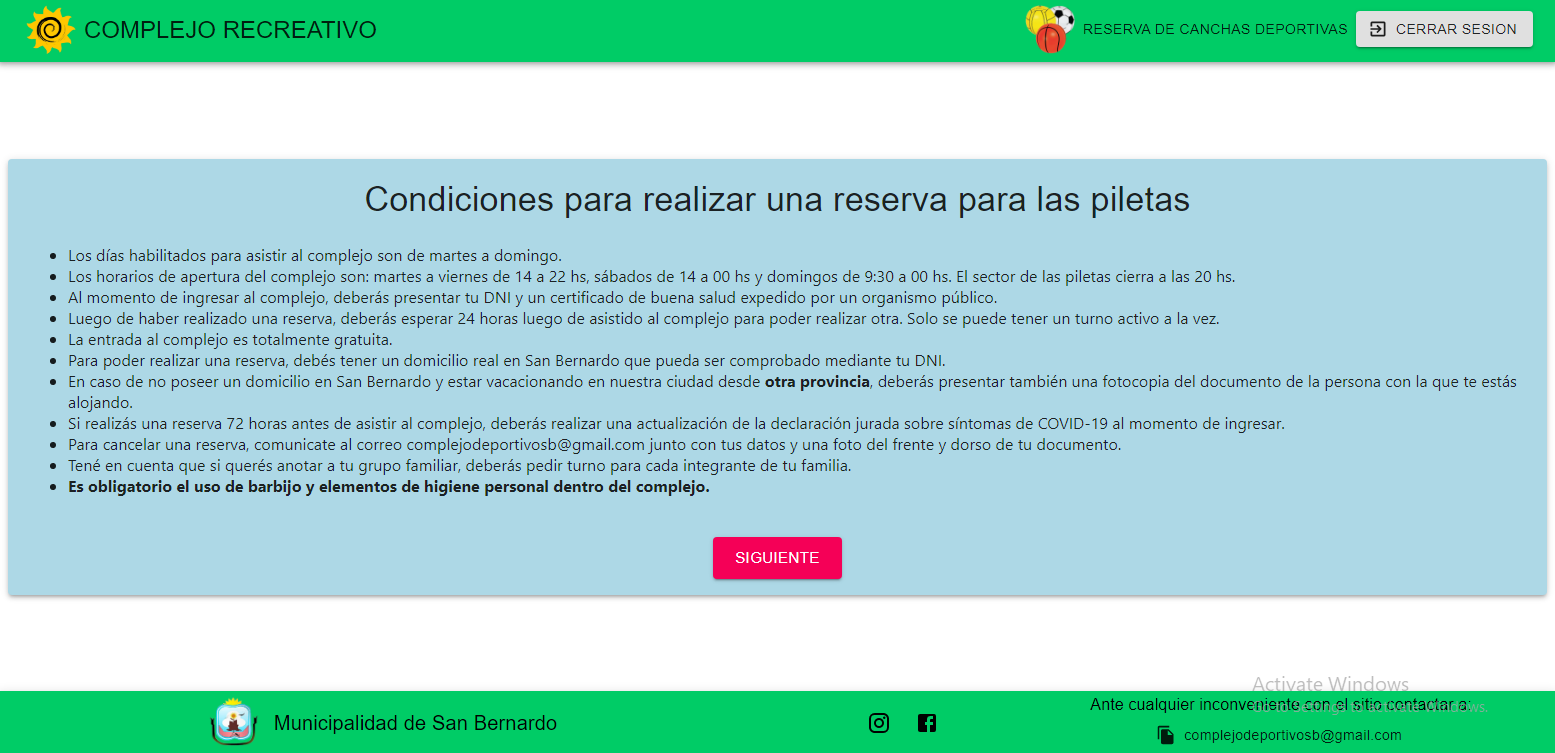 COMPLEJO RECREATIVO
RESERVA DE CANCHAS DEPORTIVAS
CERRAR SESION
Condiciones para realizar una reserva para las piletas
Los días habilitados para asistir al complejo son de martes a domingo.
Los horarios de apertura del complejo son: martes a viernes de 14 a 22 hs, sábados de 14 a 00 hs y domingos de 9:30 a 00 hs. El sector de las piletas cierra a las 20 hs.
Al momento de ingresar al complejo, deberás presentar tu DNI y un certificado de buena salud expedido por un organismo público.
Luego de haber realizado una reserva, deberás esperar 24 horas luego de asistido al complejo para poder realizar otra. Solo se puede tener un turno activo a la vez.
La entrada al complejo es totalmente gratuita.
Para poder realizar una reserva, debés tener un domicilio real en San Bernardo que pueda ser comprobado mediante tu DNI.
En caso de no poseer un domicilio en San Bernardo y estar vacacionando en nuestra ciudad desde otra provincia, deberás presentar también una fotocopia del documento de la persona con la que te estás
alojando.
Si realizás una reserva 72 horas antes de asistir al complejo, deberás realizar una actualización de la declaración jurada sobre síntomas de COVID-19 al momento de ingresar.
Para cancelar una reserva, comunicate al correo complejodeportivosb@gmail.com junto con tus datos y una foto del frente y dorso de tu documento.
Tené en cuenta que si querés anotar a tu grupo familiar, deberás pedir turno para cada integrante de tu familia.
Es obligatorio el uso de barbijo y elementos de higiene personal dentro del complejo.
SIGUIENTE
Municipalidad de San Bernardo
Activate Windows
Ante cualquier inconveniente con el sitio contactar a:
complejodeportivosb@gmail.com